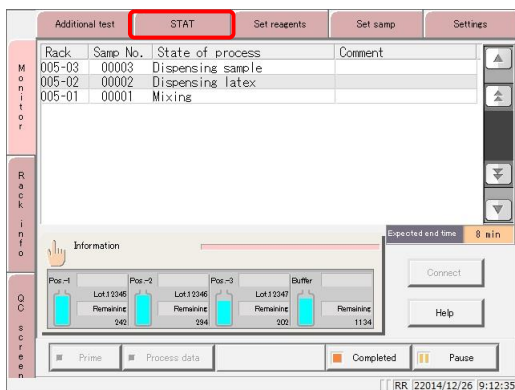 Additional test
STAT
Set reagents
Set samp
Settings
Monitor
Rack info
QC screen
Rack Samp No. State of process Comment
005-03 00003 Dispensing sample
005-02 00002 Dispensing latex
005-01 00001 Mixing
Expected end time 8 min
Information
Pos.-1 Pos.-2 Pos.-3 Buffer
Lot.12345 Lot.12346 Lot.12347
Remaining Remaining Remaining Remaining
242 294 202 1134
Connect
Help
Prime
Process data
Completed
Pause
RR 22014/12/26 9:12:35